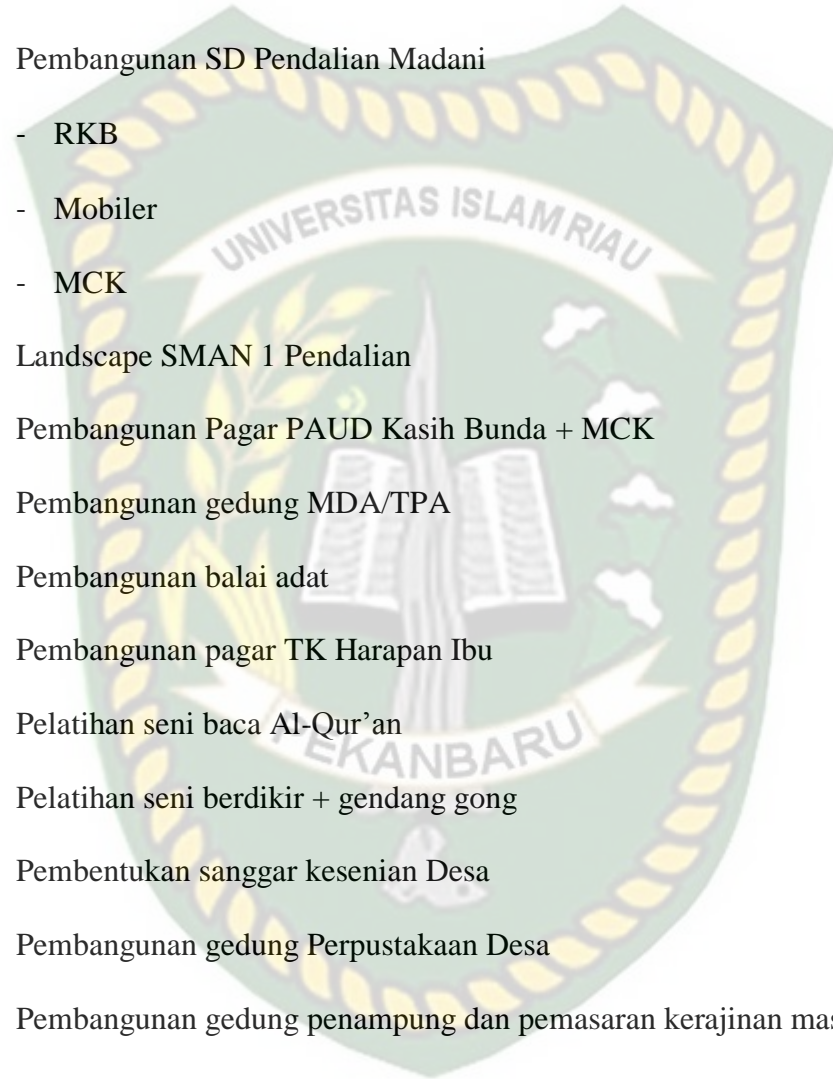 Pembangunan SD Pendalian Madani
- RKB
- Mobiler
UNIVERSITAS ISLAM RIAU
- MCK
Landscape SMAN 1 Pendalian
Pembangunan Pagar PAUD Kasih Bunda + MCK
Pembangunan gedung MDA/TPA
Pembangunan balai adat
Pembangunan pagar TK Harapan Ibu
Pelatihan seni baca Al-Qur’an
PEKANBARU
Pelatihan seni berdikir + gendang gong
Pembentukan sanggar kesenian Desa
Pembangunan gedung Perpustakaan Desa
Pembangunan gedung penampung dan pemasaran kerajinan mas